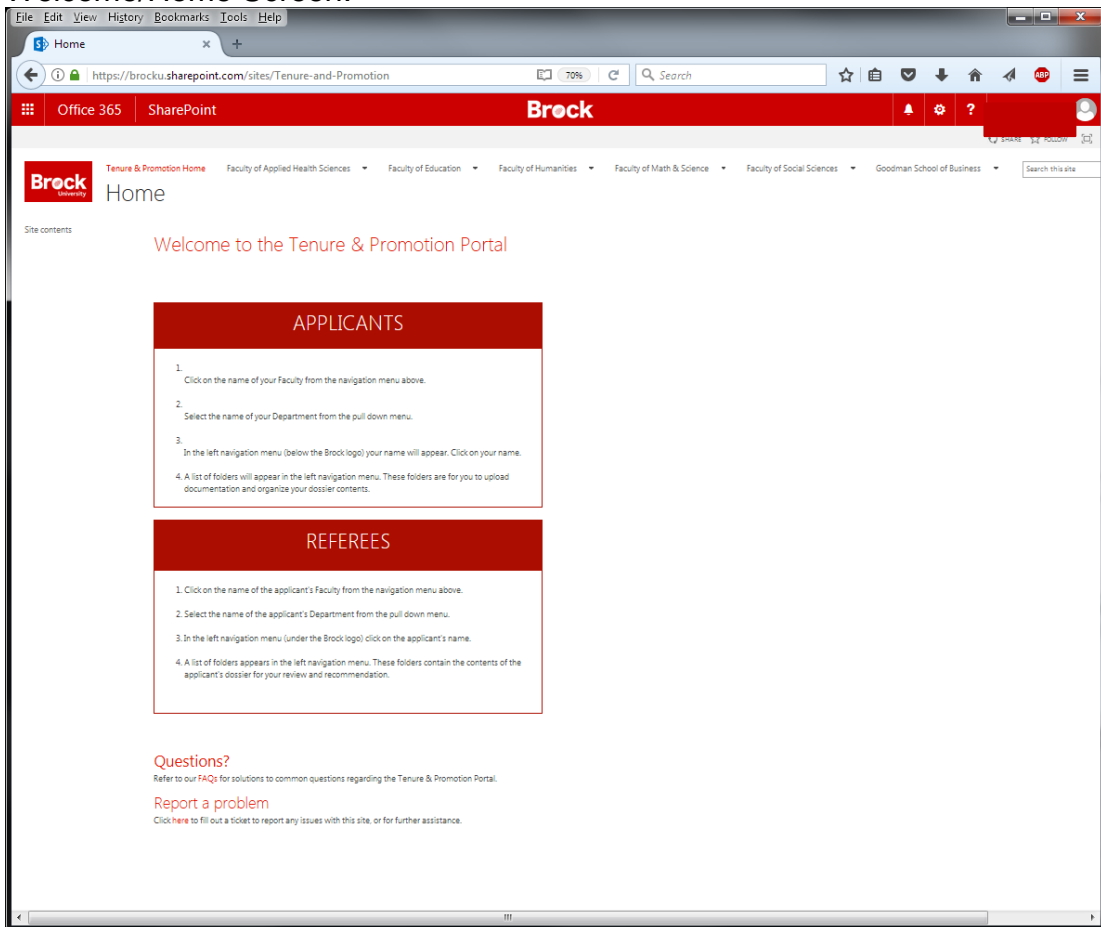 Welcome/Home Screen:
File Edit View History Bookmarks Tools Help
Home × +
https://brocku.sharepoint.com/sites/Tenure-and-Promotion 70% Search ABP
Office 365 SharePoint Brock ?
SHARE FOLLOW
Brock University
Tenure & Promotion Home Faculty of Applied Health Sciences Faculty of Education Faculty of Humanities Faculty of Math & Science Faculty of Social Sciences Goodman School of Business Search this site
Home
Site contents
Welcome to the Tenure & Promotion Portal
APPLICANTS
1.
Click on the name of your Faculty from the navigation menu above.
2.
Select the name of your Department from the pull down menu.
3.
In the left navigation menu (below the Brock logo) your name will appear. Click on your name.
4. A list of folders will appear in the left navigation menu. These folders are for you to upload
documentation and organize your dossier contents.
REFEREES
1. Click on the name of the applicant's Faculty from the navigation menu above.
2. Select the name of the applicant's Department from the pull down menu.
3. In the left navigation menu (under the Brock logo) click on the applicant's name.
4. A list of folders appears in the left navigation menu. These folders contain the contents of the
applicant's dossier for your review and recommendation.
Questions?
Refer to our FAQs for solutions to common questions regarding the Tenure & Promotion Portal.
Report a problem
Click here to fill out a ticket to report any issues with this site, or for further assistance.